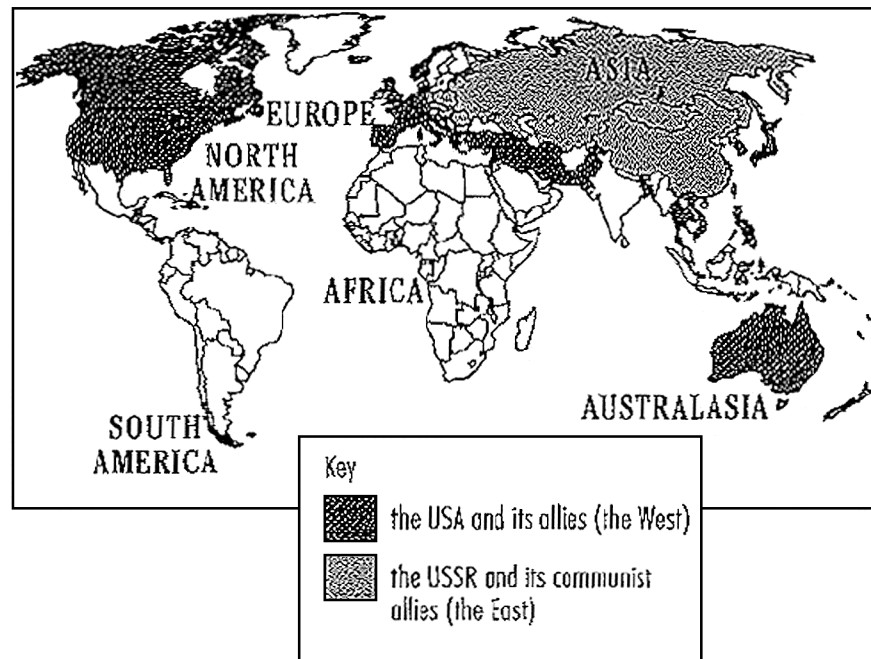 ASIA
EUROPE
NORTH
AMERICA
AFRICA
AUSTRALASIA
SOUTH
AMERICA
Key
the USA and its allies (the West)
the USSR and its communist
allies (the East)